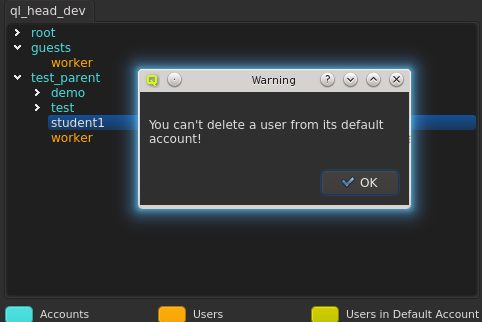 ql_head_dev
root
guests
worker
test_parent
demo
test
student1
worker
Warning
You can't delete a user from its default
account!
OK
Accounts
Users
Users in Default Account